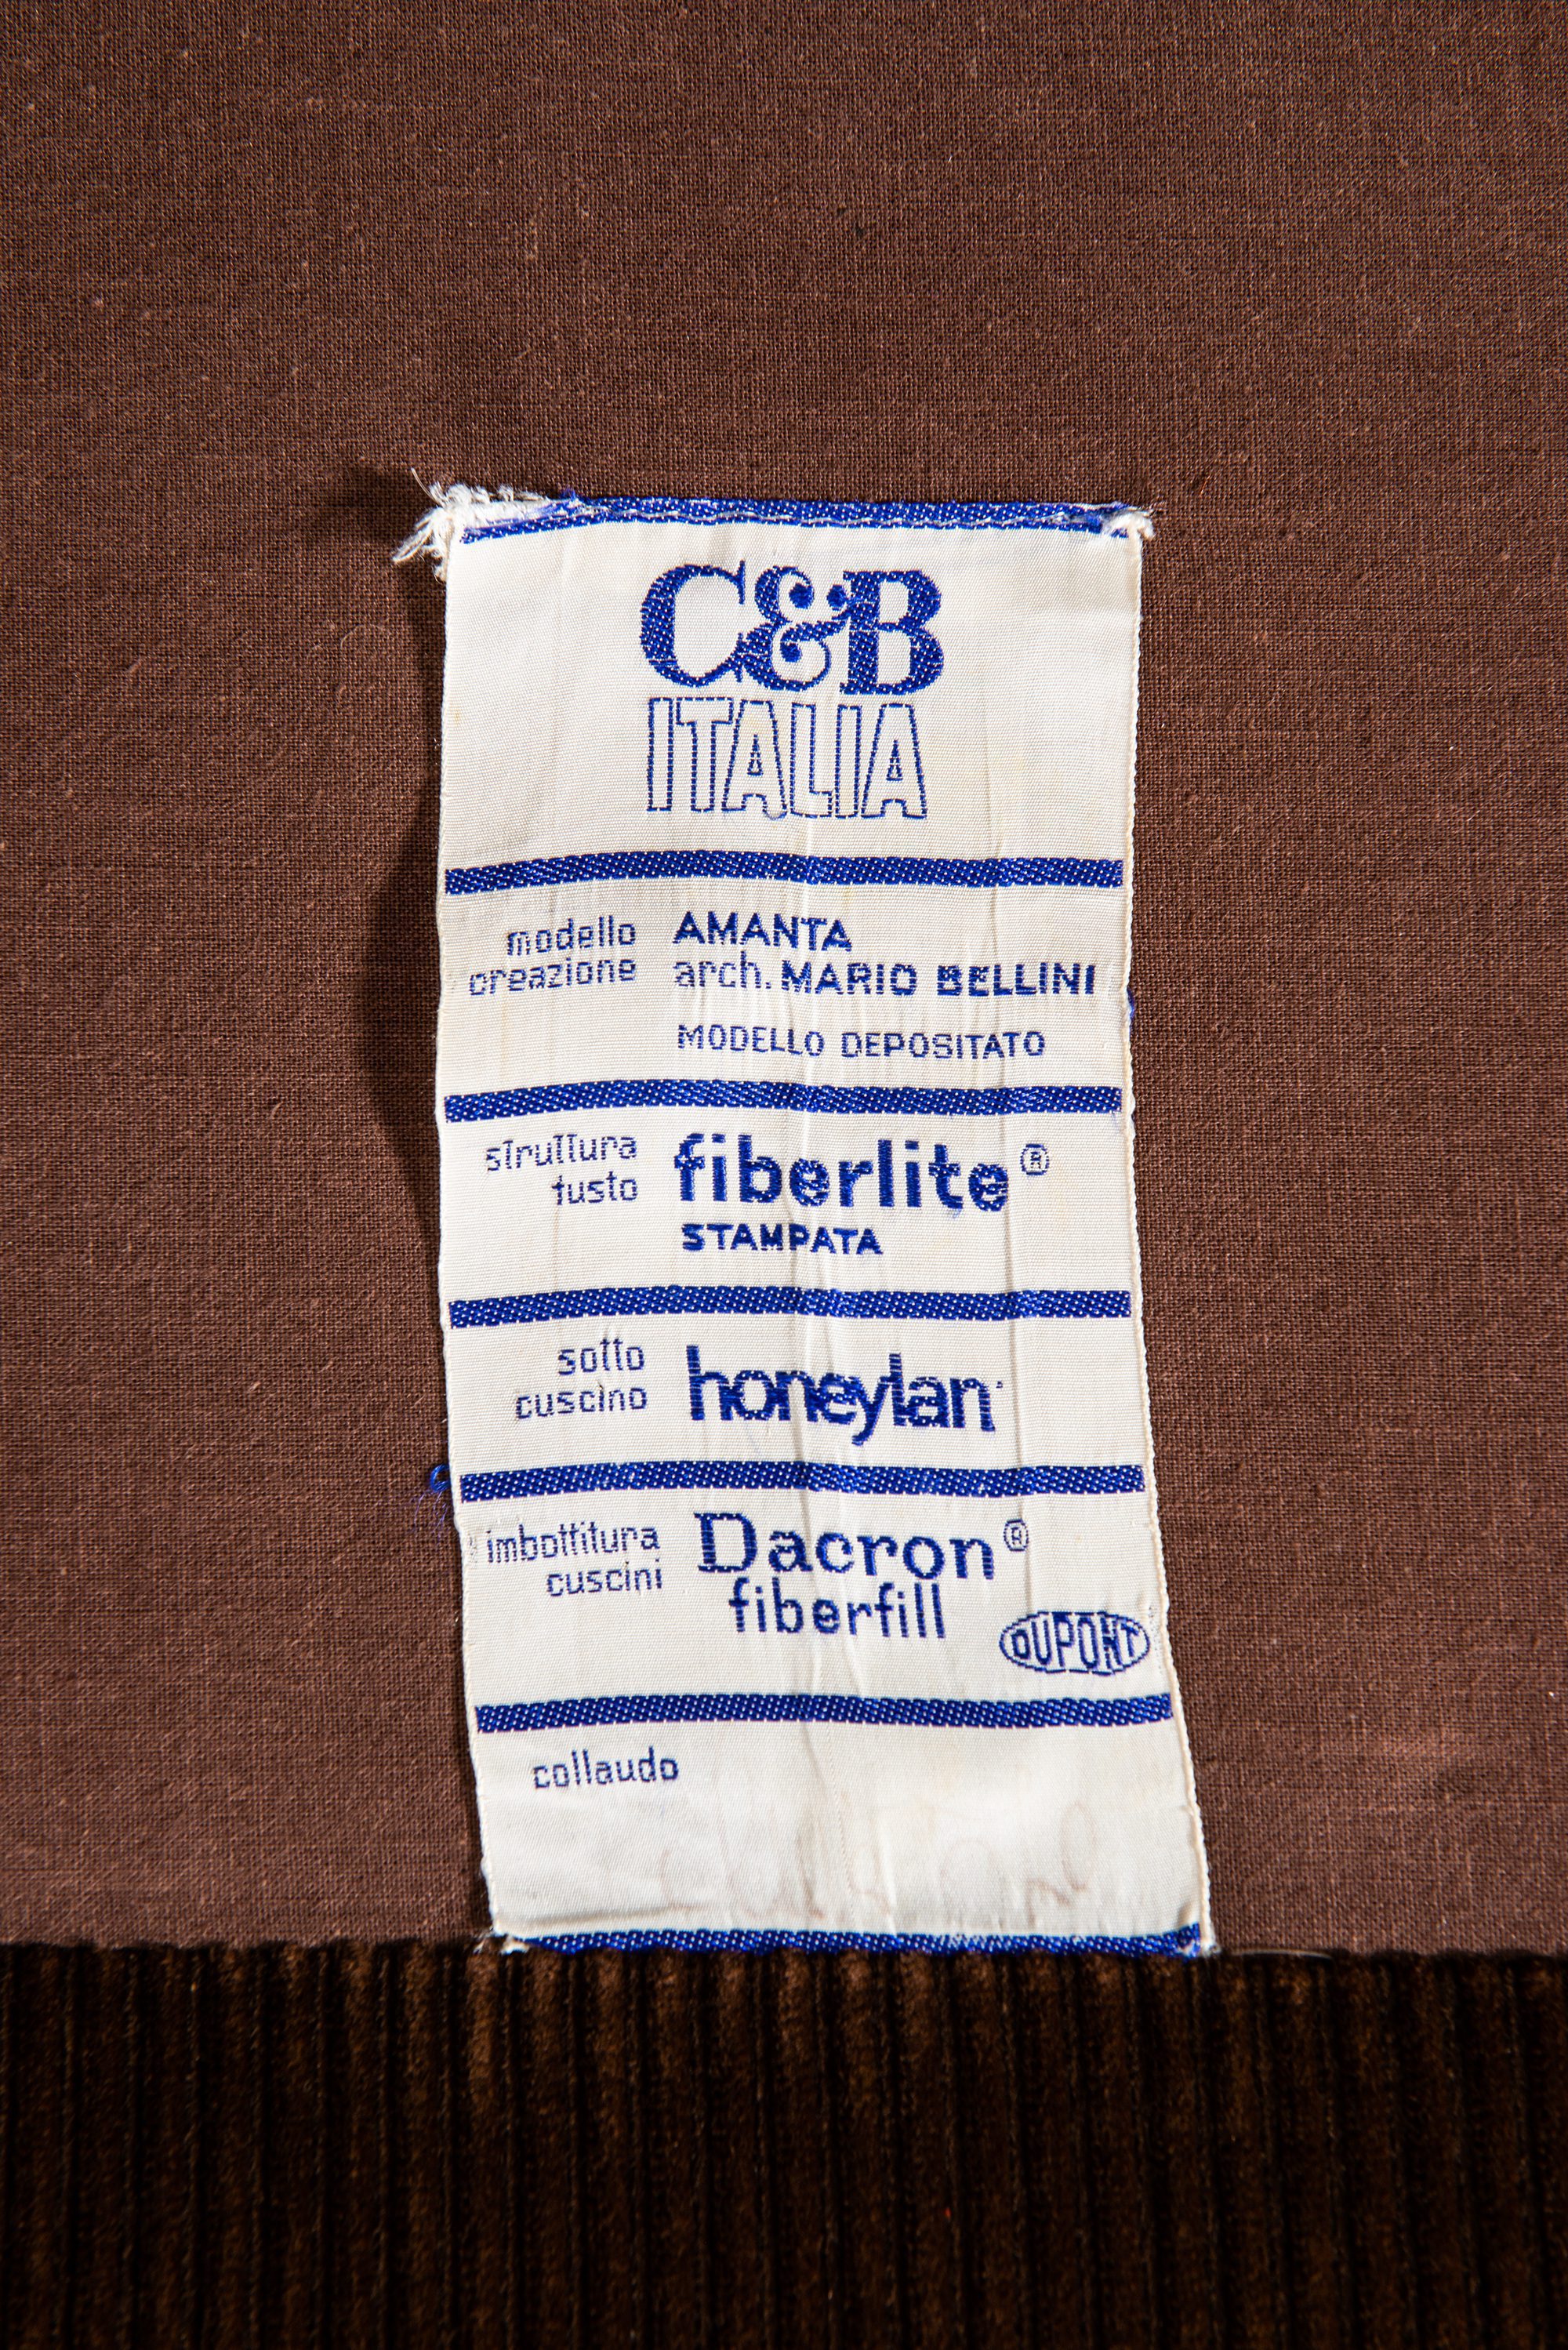 C&B
ITALIA
modello AMANTA
creazione arch. MARIO BELLINI
MODELLO DEPOSITATO
struttura fusto fiberlite®
STAMPATA
sotto cuscino honeylan
imbottitura cuscini Dacron®
fiberfill
DUPONT
collaudo